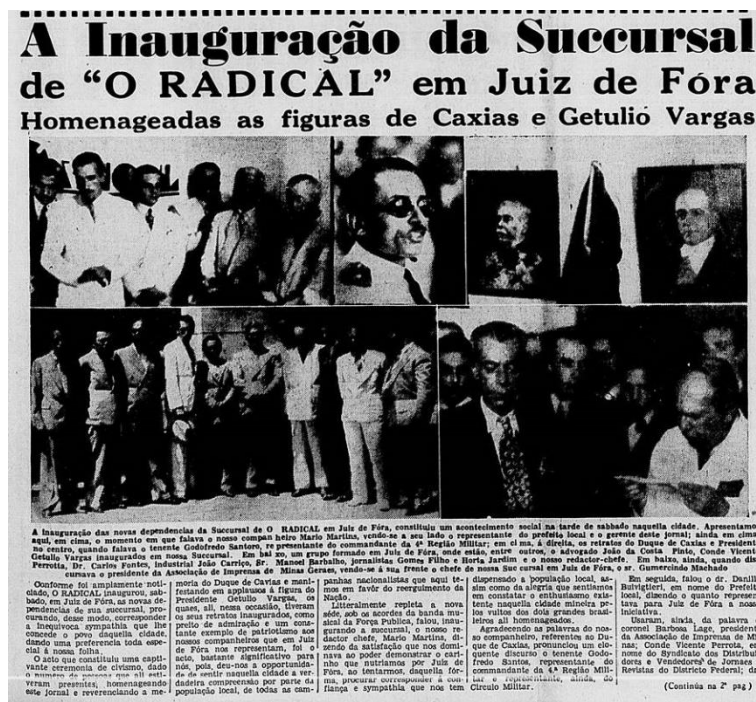 A Inauguração da Succursal
de “O RADICAL” em Juiz de Fóra
Homenageadas as figuras de Caxias e Getulio Vargas
A inauguração das novas dependencias da Succursal de O RADICAL em Juiz de Fóra, constituiu um acontecimento social na tarde de sabbado naquella cidade. Apresentamos
aqui, em cima, o momento em que falava o nosso companheiro Mario Martins, vendo-se a seu lado o representante do prefeito local e o gerente deste jornal; ainda em cima
no centro, quando falava o tenente Godofredo Santoro, representante do commandante da 4ª Região Militar; em cima, á direita, os retratos do Duque de Caxias e President
Getulio Vargas inaugurados em nossa Succursal. Em baixo, um grupo formado em Juiz de Fóra, onde estão, entre outros, o advogado João da Costa Pinto, Conde Vicent
Perrotta, Dr. Carlos Fontes, industrial João Carriço, Sr. Manoel Barbalho, jornalistas Gomes Filho e Horta Jardim e o nosso redactor-chefe. Em baixo, ainda, quando dis
cursava o presidente da Associação de Imprensa de Minas Geraes, vendo-se á sua frente o chefe de nossa Succursal em Juiz de Fóra, o sr. Gumercindo Machado
Conforme foi amplamente noti-
ciado, O RADICAL inaugurou, sab-
bado, em Juiz de Fóra, as novas de-
pendencias de sua succursal, pro-
curando, desse modo, corresponder
a inequivoca sympathia que lhe
concede o povo daquella cidade,
dando uma preferencia toda espe-
cial á nossa folha.
O acto que constituiu uma capti-
vante ceremonia de civismo, dado
o numero de pessoas que ali esti-
veram presentes, homenageando
este jornal e reverenciando a me-
moria do Duque de Caxias e mani-
festando em applausos á figura do
Presidente Getulio Vargas, os
quaes, ali, nessa occasião, tiveram
os seus retratos inaugurados, como
preito de admiração e um cons-
tante exemplo de patriotismo aos
nossos companheiros que em Juiz
de Fóra nos representam, foi o
acto, bastante significativo para
nós, pois, deu-nos a opportunida-
de de sentir naquella cidade a ver-
dadeira comprehensão por parte da
população local, de todas as cam-
panhas nacionalistas que aqui te-
mos em favor do reerguimento da
Nação.
Litteralmente repleta a nova
séde, sob os acordes da banda mu-
sical da Força Publica, falou, inau-
gurando a succursal, o nosso re-
dactor chefe, Mario Martins, di-
zendo da satisfação que nos domi-
nava ao poder demonstrar o cari-
nho que nutriamos por Juiz de
Fóra, ao tentarmos, daquella fór-
ma, procurar corresponder á con-
fiança e sympathia que nos tem
dispensado a população local, as-
sim como da alegria que sentimos
em constatar o enthusiasmo exis-
tente naquella cidade mineira pe-
los vultos dos dois grandes brasi-
leiros ali homenageados.
Agradecendo as palavras do nos-
so companheiro, referentes ao Du-
que de Caxias, pronunciou um elo-
quente discurso o tenente Godo-
fredo Santos, representante do
commandante da 4ª Região Mili-
tar e representante, ainda, do
Circulo Militar.
Em seguida, falou o dr. Danill
Bulvigtieri, em nome do Prefeit
local, dizendo o quanto represen
tava para Juiz de Fóra a noss
iniciativa.
Usaram, ainda, da palavra o
coronel Barbosa Lage, president
da Associação de Imprensa de Mi
nas; Conde Vicente Perrota, em
nome do Syndicato dos Distribui
dores e Vendedores de Jornaes e
Revistas do Districto Federal; da
(Continúa na 2ª pag)